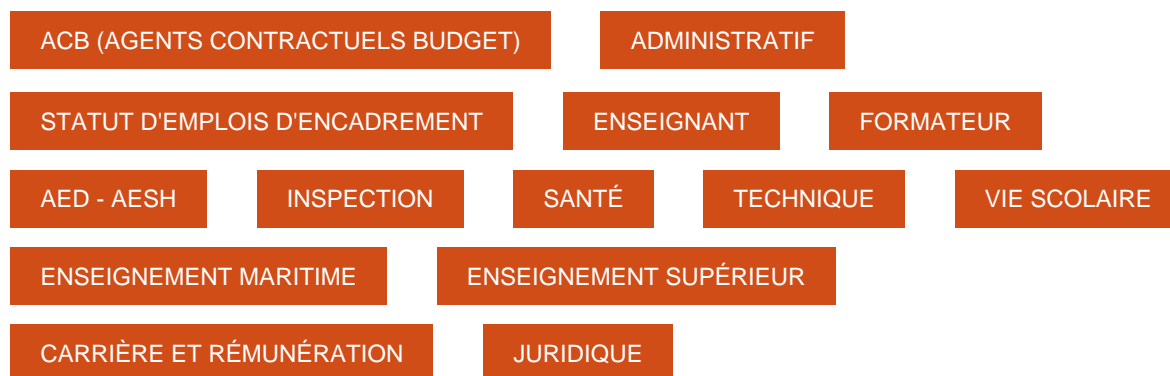 ACB (AGENTS CONTRACTUELS BUDGET) ADMINISTRATIF
STATUT D'EMPLOIS D'ENCADREMENT ENSEIGNANT FORMATEUR
AED - AESH INSPECTION SANTÉ TECHNIQUE VIE SCOLAIRE
ENSEIGNEMENT MARITIME ENSEIGNEMENT SUPÉRIEUR
CARRIÈRE ET RÉMUNÉRATION JURIDIQUE